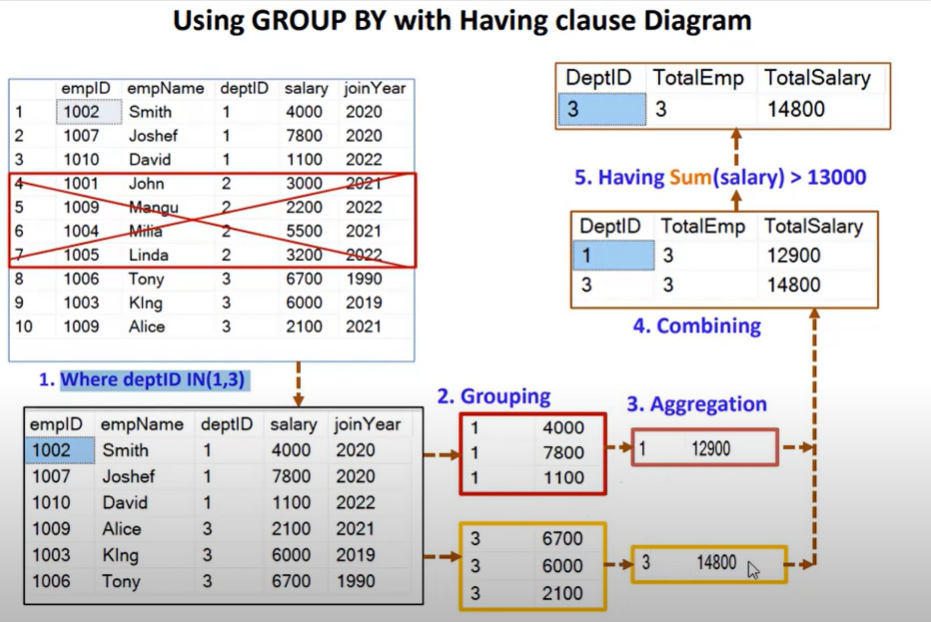 Using GROUP BY with Having clause Diagram
empID empName deptID salary joinYear
1 1002 Smith 1 4000 2020
2 1007 Joshef 1 7800 2020
3 1010 David 1 1100 2022
4 1001 John 2 3000 2021
5 1009 Mangu 2 2200 2022
6 1004 Milia 2 5500 2021
7 1005 Linda 2 3200 2022
8 1006 Tony 3 6700 1990
9 1003 KIng 3 6000 2019
10 1009 Alice 3 2100 2021
1. Where deptID IN(1,3)
empID empName deptID salary joinYear
1002 Smith 1 4000 2020
1007 Joshef 1 7800 2020
1010 David 1 1100 2022
1009 Alice 3 2100 2021
1003 KIng 3 6000 2019
1006 Tony 3 6700 1990
2. Grouping
1 4000
1 7800
1 1100
3 6700
3 6000
3 2100
3. Aggregation
1 12900
3 14800
4. Combining
DeptID TotalEmp TotalSalary
1 3 12900
3 3 14800
5. Having Sum(salary) > 13000
DeptID TotalEmp TotalSalary
3 3 14800